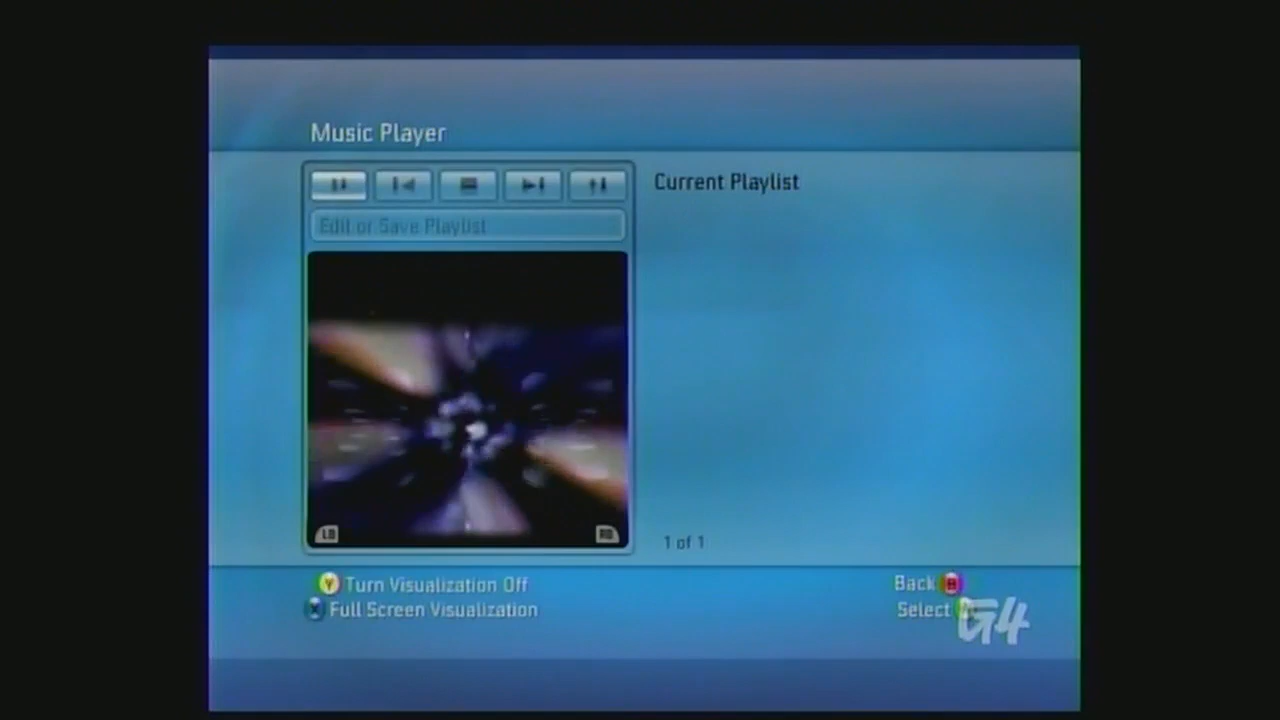 Music Player
Current Playlist
Edit or Save Playlist
LB
RB
1 of 1
Y Turn Visualization Off
X Full Screen Visualization
Back B
Select
G4